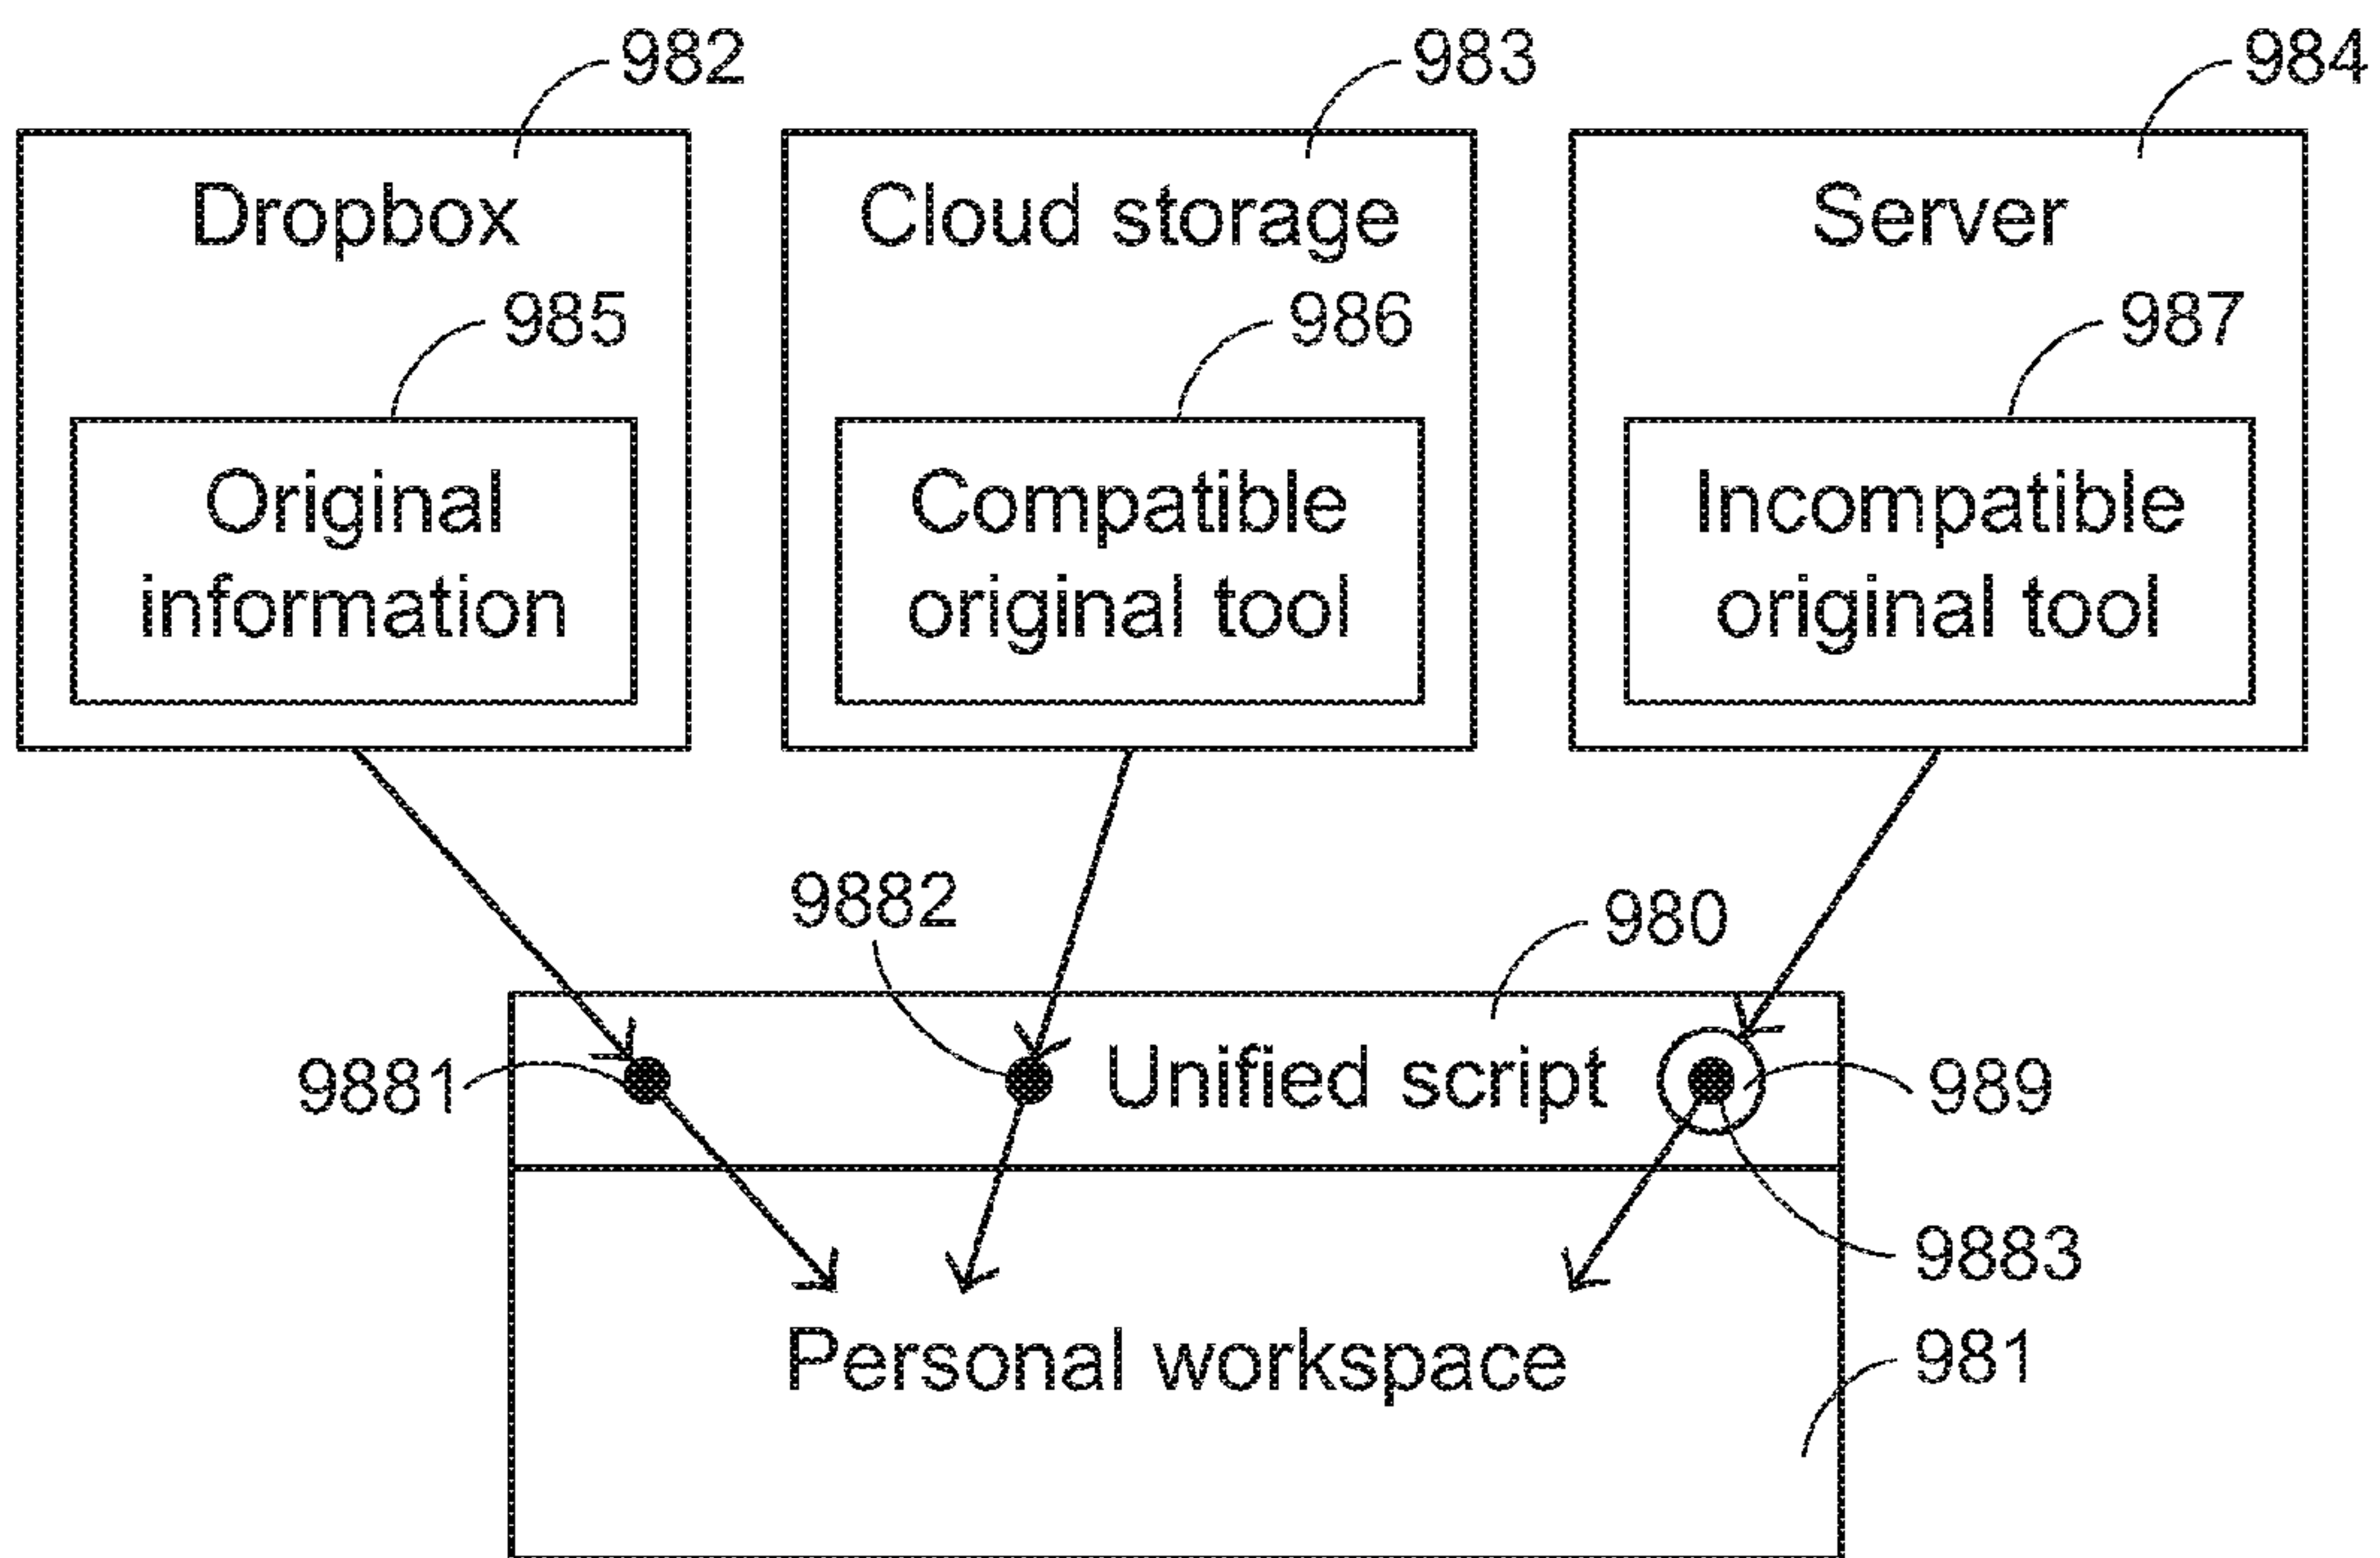 982
983
984
Dropbox
Cloud storage
Server
985
986
987
Original
information
Compatible
original tool
Incompatible
original tool
9882
980
9881
Unified script
989
9883
Personal workspace
981